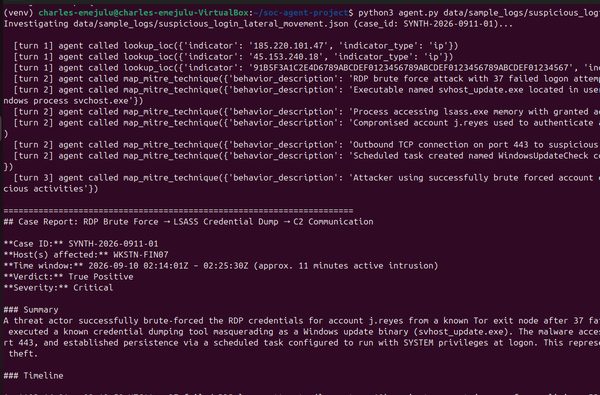 (venv) charles-emejulu@charles-emejulu-VirtualBox:~/soc-agent-project$ python3 agent.py data/sample_logs/suspicious_logi
Investigating data/sample_logs/suspicious_login_lateral_movement.json (case_id: SYNTH-2026-0911-01)...
[turn 1] agent called lookup_ioc({'indicator': '185.220.101.47', 'indicator_type': 'ip'})
[turn 1] agent called lookup_ioc({'indicator': '45.153.240.18', 'indicator_type': 'ip'})
[turn 1] agent called lookup_ioc({'indicator': '91B5F3A1C2E4D6789ABCDEF0123456789ABCDEF0123456789ABCDEF01234567', 'indicator
[turn 2] agent called map_mitre_technique({'behavior_description': 'RDP brute force attack with 37 failed logon attemp
[turn 2] agent called map_mitre_technique({'behavior_description': 'Executable named svhost_update.exe located in user
ndows process svchost.exe'})
[turn 2] agent called map_mitre_technique({'behavior_description': 'Process accessing lsass.exe memory with granted ac
[turn 2] agent called map_mitre_technique({'behavior_description': 'Compromised account j.reyes used to authenticate a
)
[turn 2] agent called map_mitre_technique({'behavior_description': 'Outbound TCP connection on port 443 to suspicious
[turn 2] agent called map_mitre_technique({'behavior_description': 'Scheduled task created named WindowsUpdateCheck co
})
[turn 3] agent called map_mitre_technique({'behavior_description': 'Attacker using successfully brute forced account
cious activities'})
======================================================================
## Case Report: RDP Brute Force → LSASS Credential Dump → C2 Communication
**Case ID:** SYNTH-2026-0911-01
**Host(s) affected:** WKSTN-FIN07
**Time window:** 2026-09-10 02:14:01Z - 02:25:30Z (approx. 11 minutes active intrusion)
**Verdict:** True Positive
**Severity:** Critical
### Summary
A threat actor successfully brute-forced the RDP credentials for account j.reyes from a known Tor exit node after 37 fai
executed a known credential dumping tool masquerading as a Windows update binary (svhost_update.exe). The malware acces
rt 443, and established persistence via a scheduled task configured to run with SYSTEM privileges at logon. This repres
theft.
### Timeline